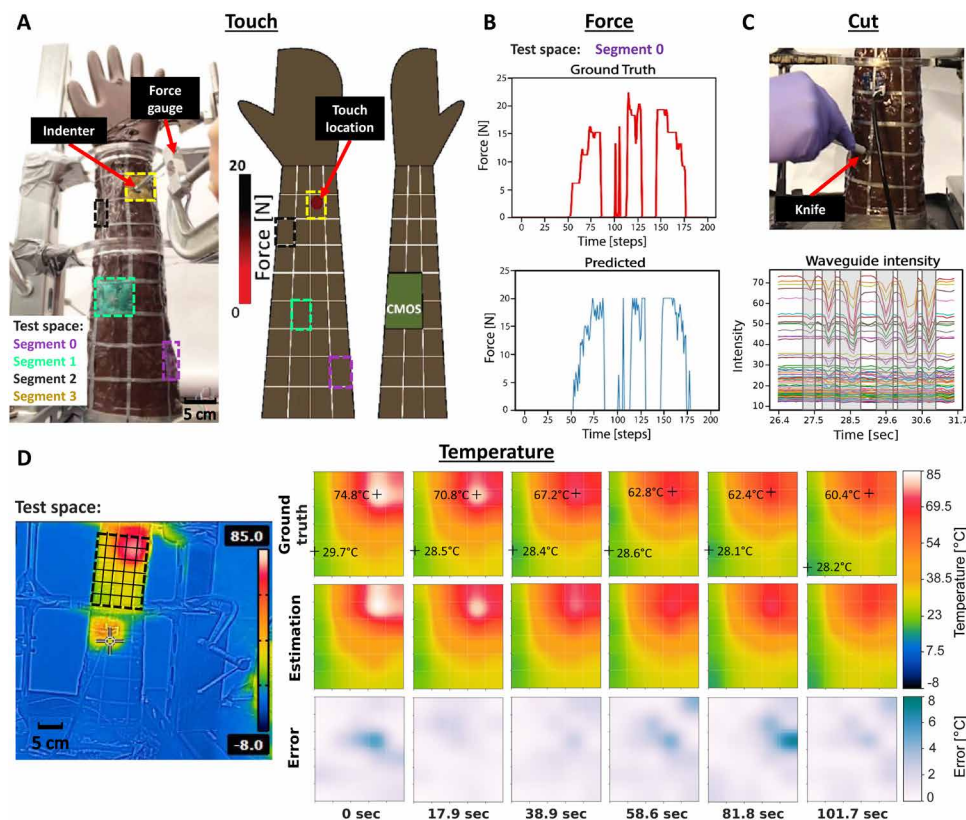 A
Touch
Force gauge
Indenter
Test space:
Segment 0
Segment 1
Segment 2
Segment 3
5 cm
20
Force [N]
0
Touch location
CMOS
B
Force
Test space: Segment 0
Ground Truth
Force [N]
25
20
15
10
5
0
0 25 50 75 100 125 150 175 200
Time [steps]
Predicted
Force [N]
25
20
15
10
5
0
0 25 50 75 100 125 150 175 200
Time [steps]
C
Cut
Knife
Waveguide intensity
Intensity
70
60
50
40
30
20
10
26.4 27.5 28.5 29.6 30.6 31.7
Time [sec]
D
Temperature
Test space:
85.0
-8.0
5 cm
Ground truth
74.8°C 70.8°C 67.2°C 62.8°C 62.4°C 60.4°C
29.7°C 28.5°C 28.4°C 28.6°C 28.1°C 28.2°C
Estimation
Error
0 sec 17.9 sec 38.9 sec 58.6 sec 81.8 sec 101.7 sec
85
69.5
54
38.5
23
7.5
-8
Temperature [°C]
8
6
4
2
0
Error [°C]